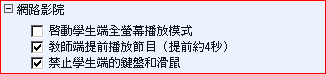 網路影院
啟動學生端全螢幕播放模式
教師端提前播放節目（提前約4秒）
禁止學生端的鍵盤和滑鼠